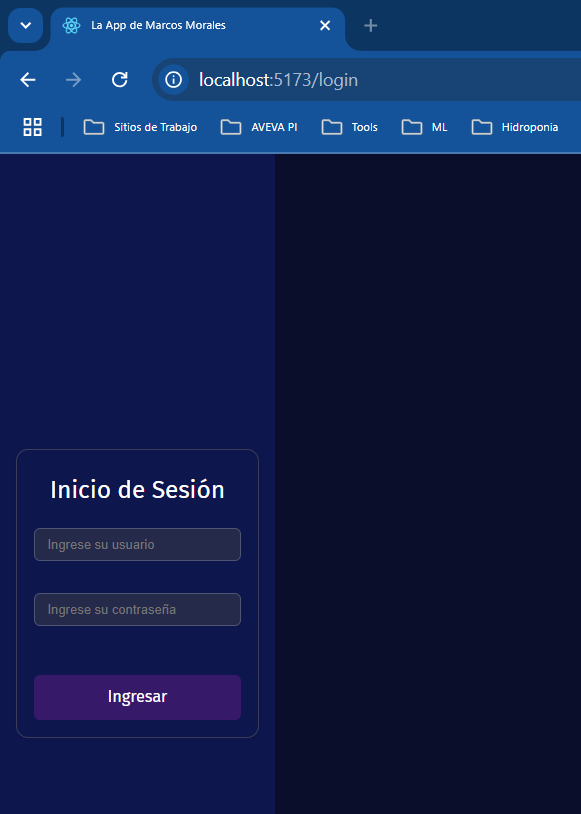 La App de Marcos Morales
localhost:5173/login
Sitios de Trabajo AVEVA PI Tools ML Hidroponia
Inicio de Sesión
Ingrese su usuario
Ingrese su contraseña
Ingresar